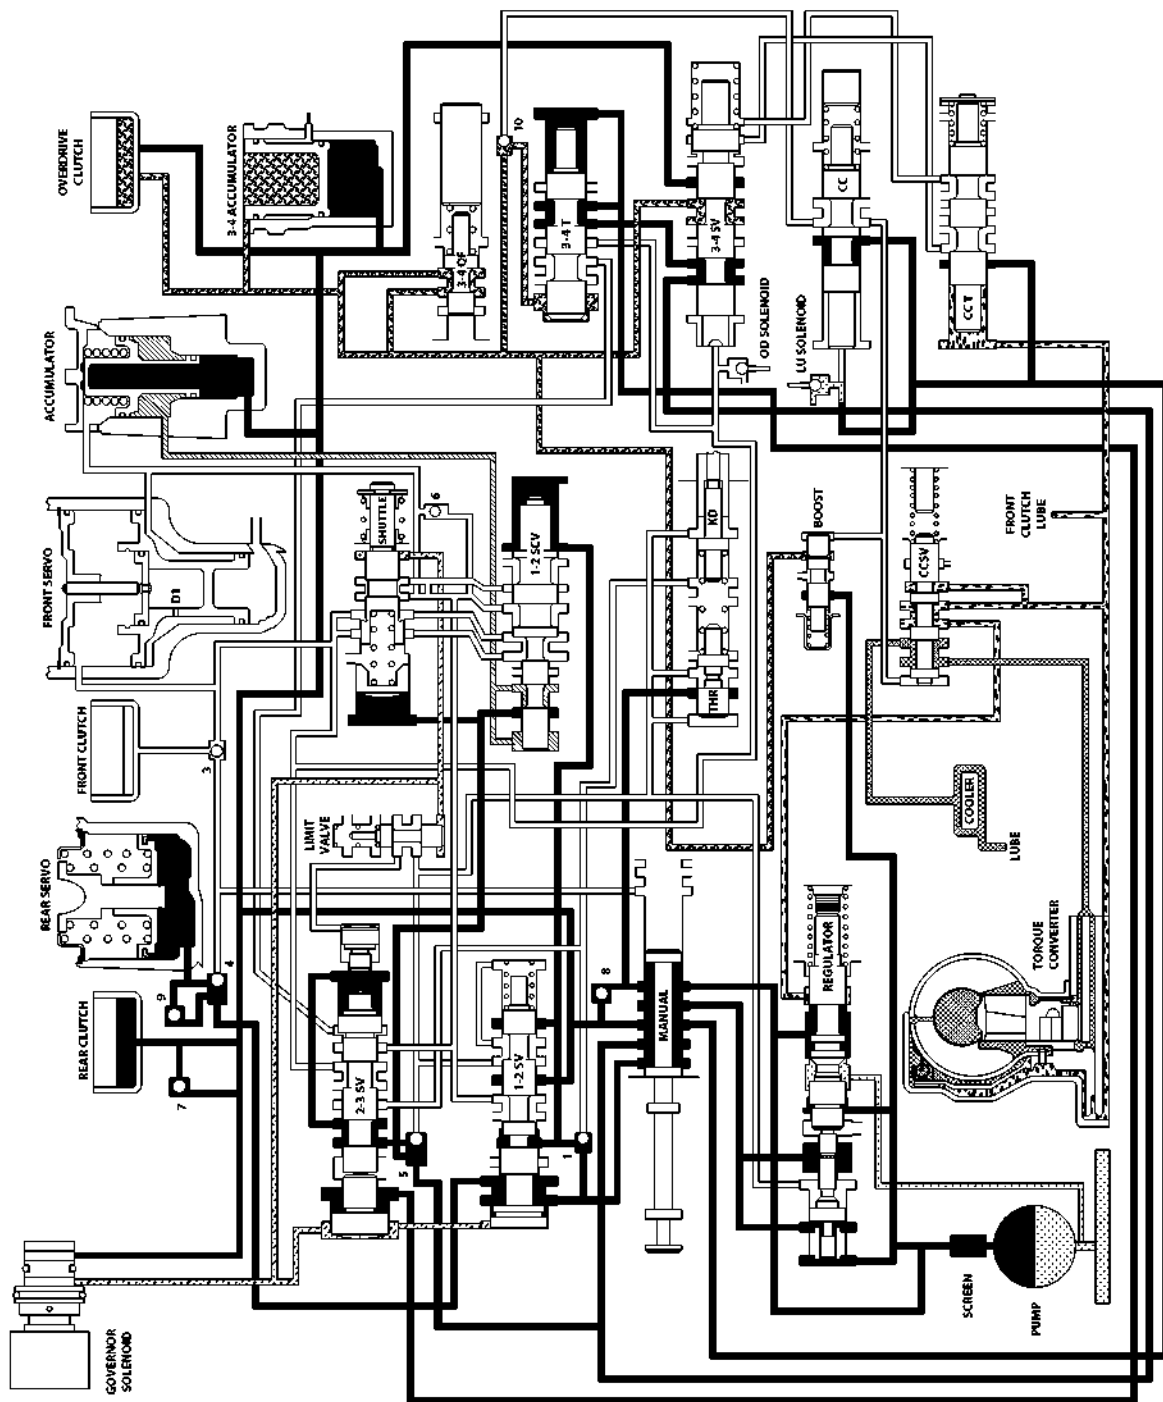 OVERDRIVE
CLUTCH
3-4 ACCUMULATOR
3-4 QF
10
3-4 T
3-4 SV
OD SOLENOID
CC
LU SOLENOID
CC T
ACCUMULATOR
FRONT SERVO
D1
SHUTTLE
6
1-2 SCV
KD
THR
BOOST
CCSV
FRONT
CLUTCH
LUBE
FRONT CLUTCH
3
LIMIT
VALVE
COOLER
LUBE
REAR SERVO
4
9
REAR CLUTCH
7
2-3 SV
5
1-2 SV
1
8
MANUAL
REGULATOR
TORQUE
CONVERTER
GOVERNOR
SOLENOID
SCREEN
PUMP